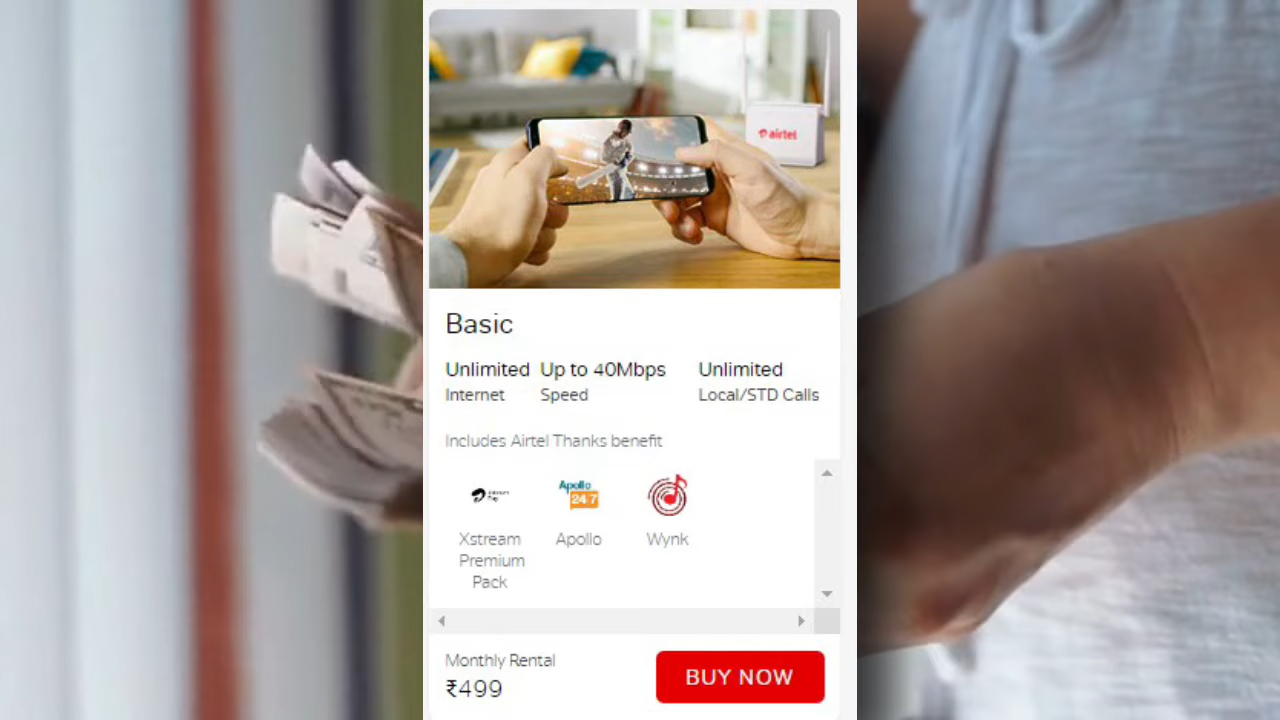 airtel
Basic
Unlimited Up to 40Mbps Unlimited
Internet Speed Local/STD Calls
Includes Airtel Thanks benefit
Apollo
24 7
Xstream Apollo Wynk
Premium
Pack
Monthly Rental
₹499
BUY NOW